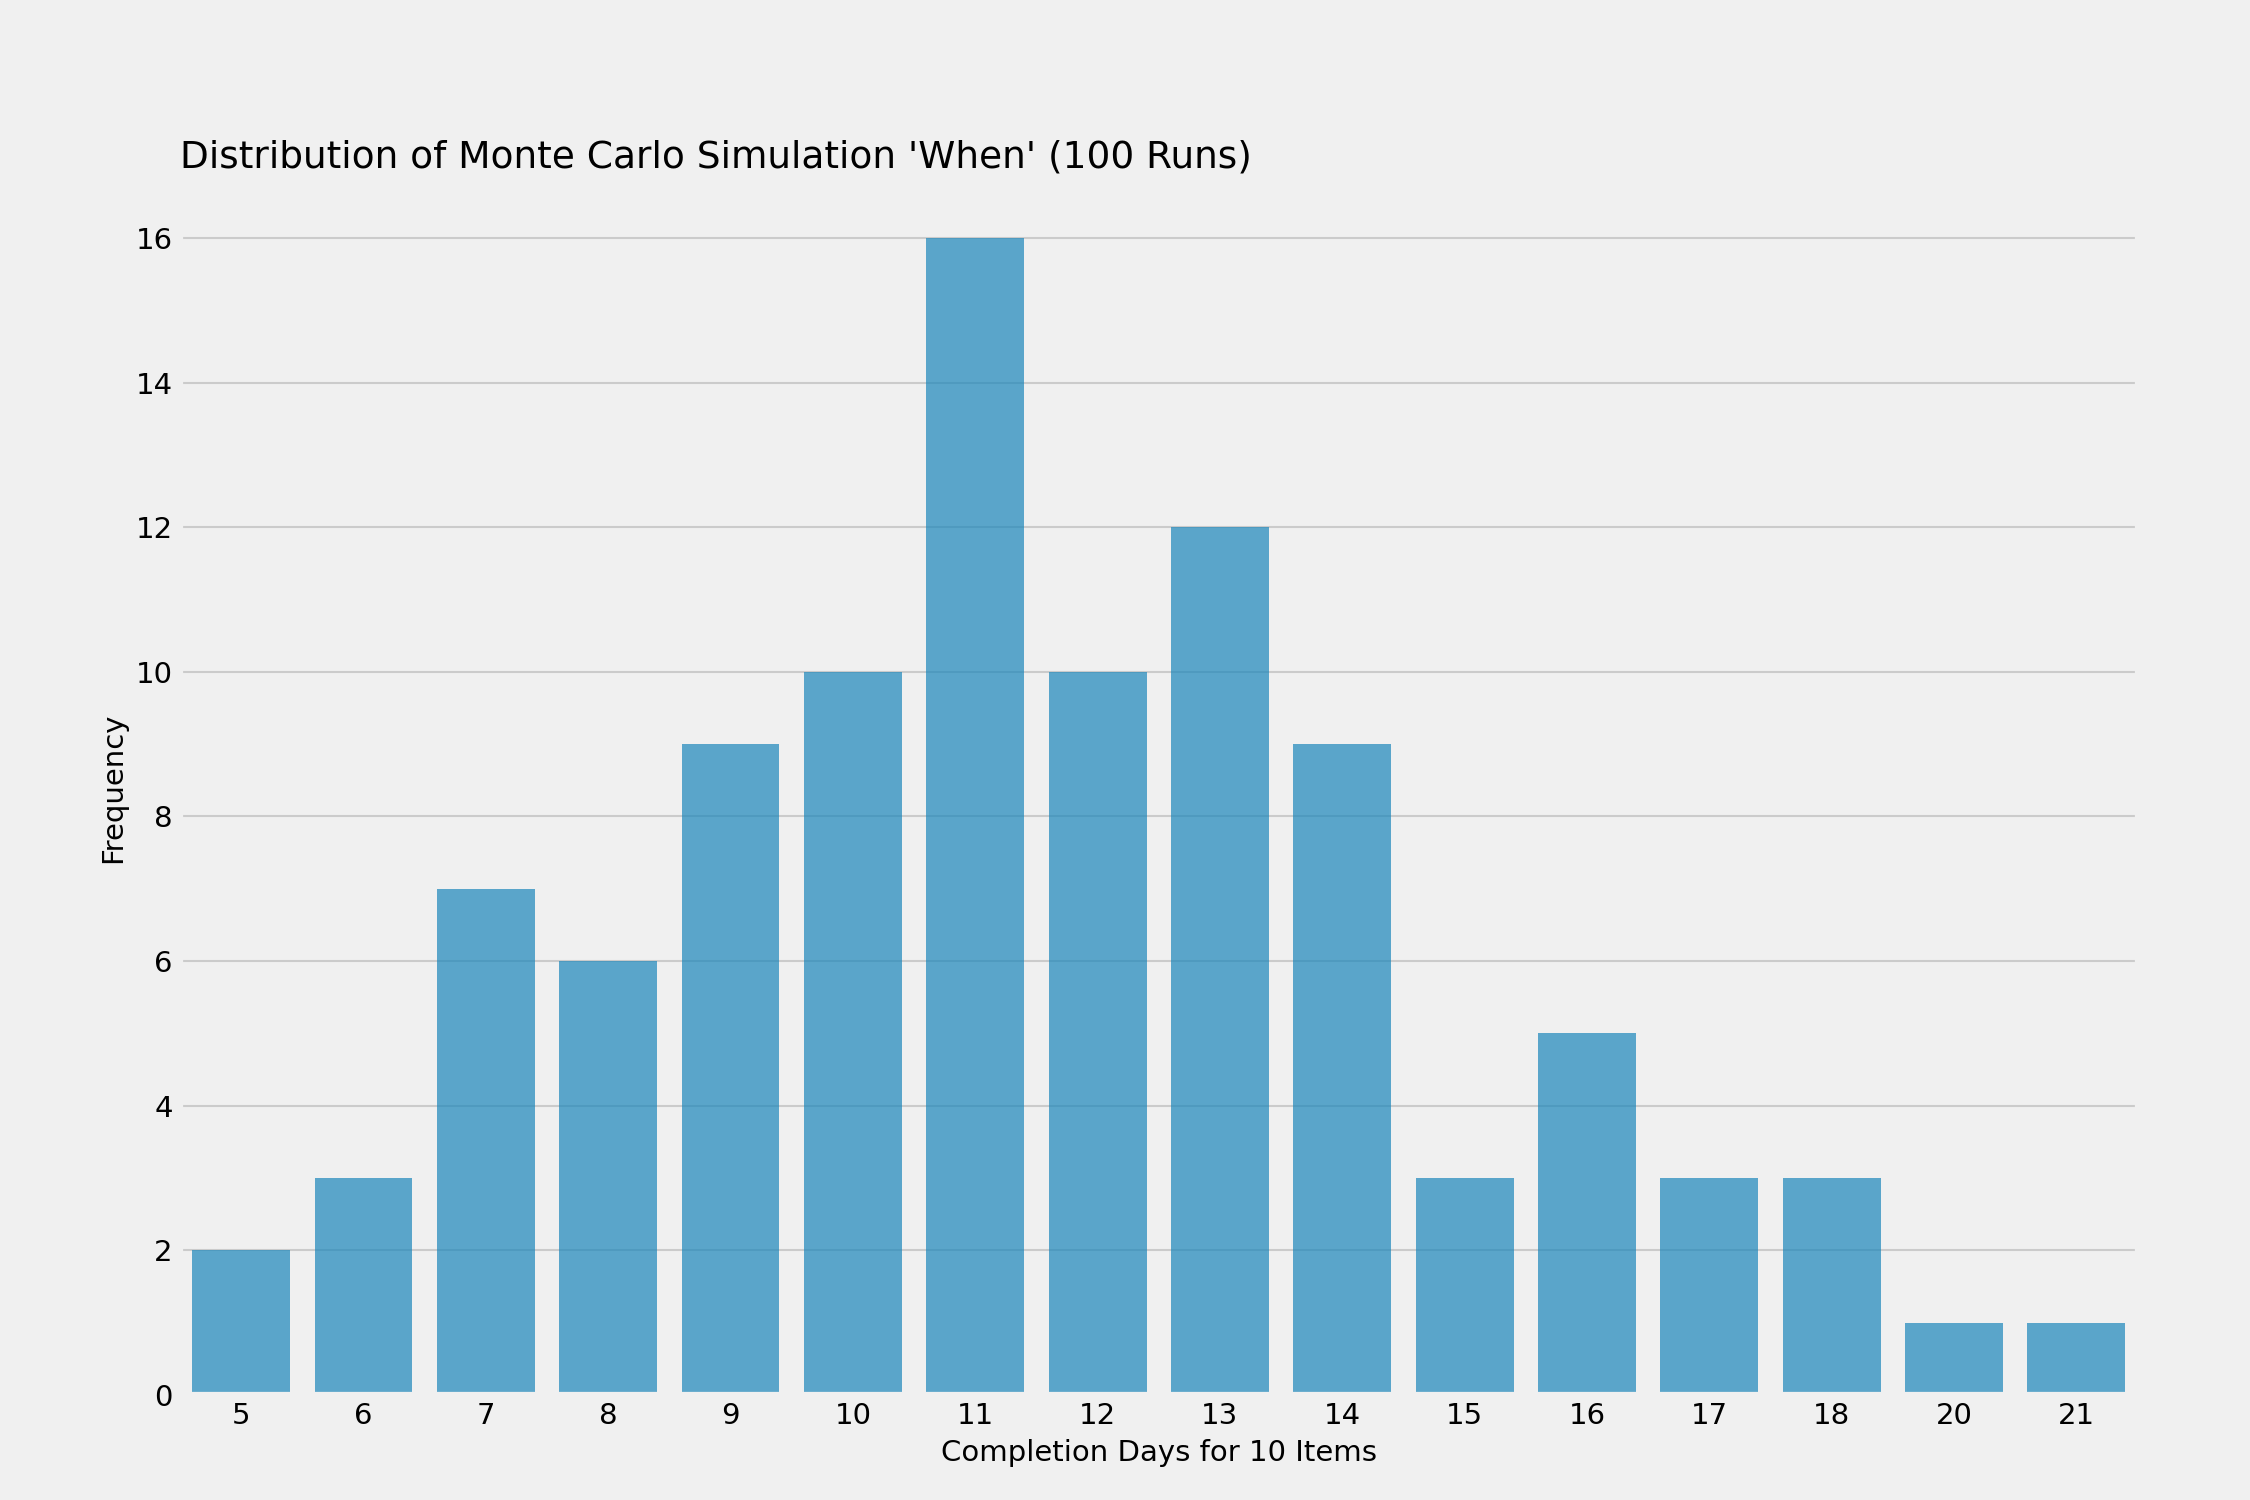 Distribution of Monte Carlo Simulation 'When' (100 Runs)
16
14
12
10
8
6
4
2
0
Frequency
5 6 7 8 9 10 11 12 13 14 15 16 17 18 20 21
Completion Days for 10 Items